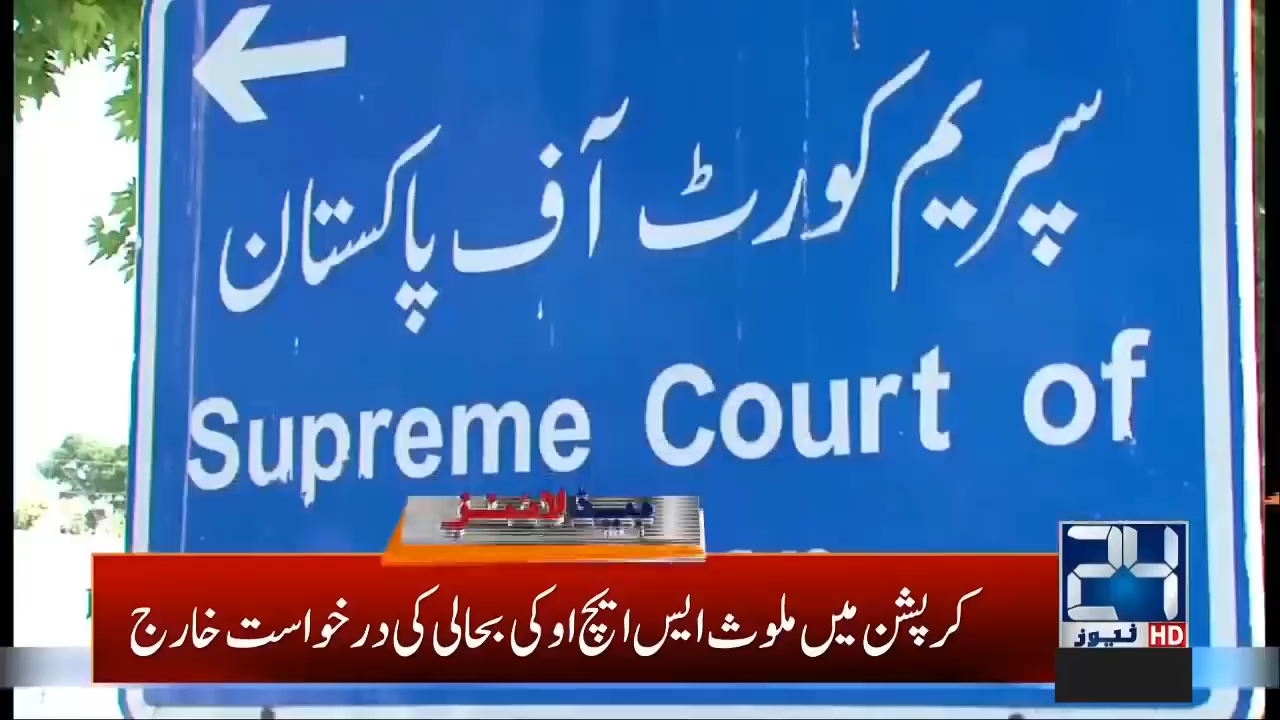 سپریم کورٹ آف پاکستان
Supreme Court of
ہیڈ لائنز
کرپشن میں ملوث ایس ایچ او کی بحالی کی درخواست خارج
24
نیوز HD